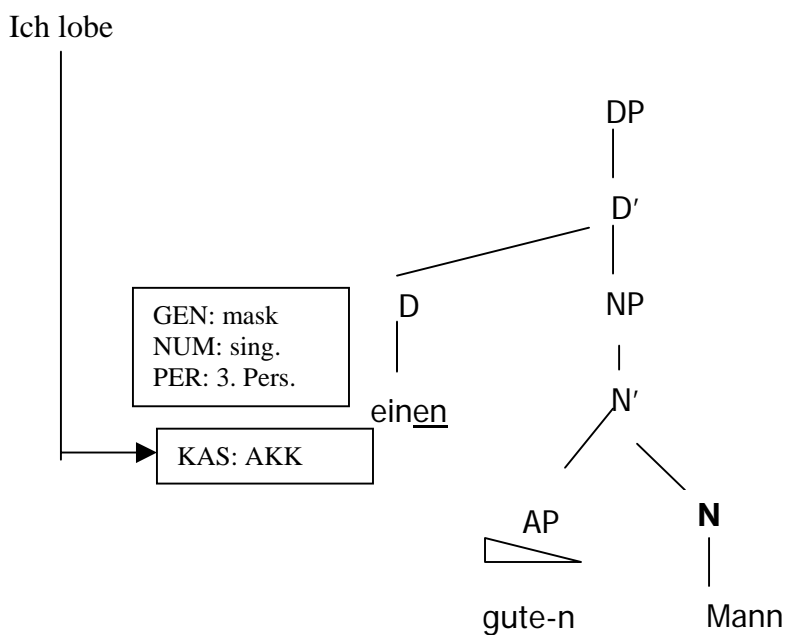 Ich lobe
DP
D′
GEN: mask
NUM: sing.
PER: 3. Pers.
D
NP
einen
N′
KAS: AKK
AP
N
gute-n
Mann